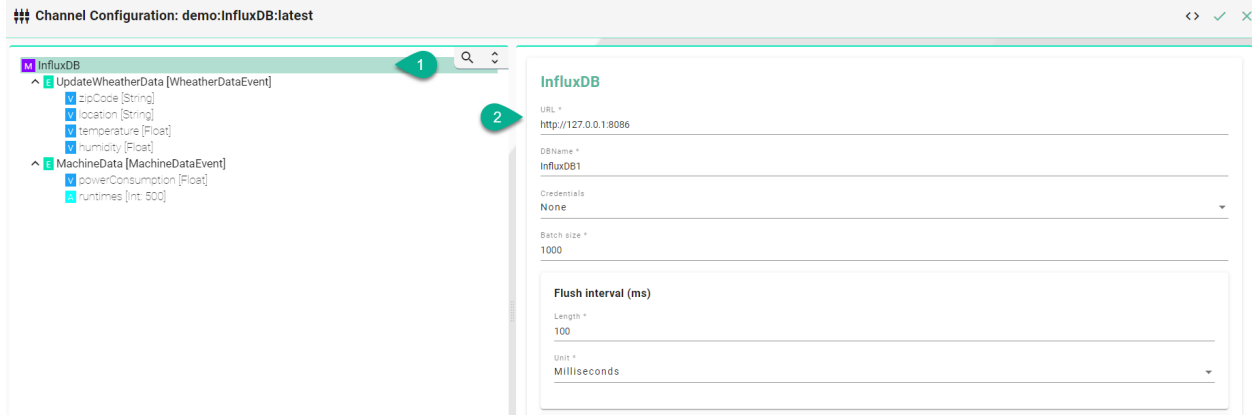 Channel Configuration: demo:InfluxDB:latest
M InfluxDB
1
E UpdateWheatherData [WheatherDataEvent]
V zipCode [String]
V location [String]
V temperature [Float]
V humidity [Float]
E MachineData [MachineDataEvent]
V powerConsumption [Float]
A runtimes [Int: 500]
InfluxDB
2
URL *
http://127.0.0.1:8086
DBName *
InfluxDB1
Credentials
None
Batch size *
1000
Flush interval (ms)
Length *
100
Unit *
Milliseconds